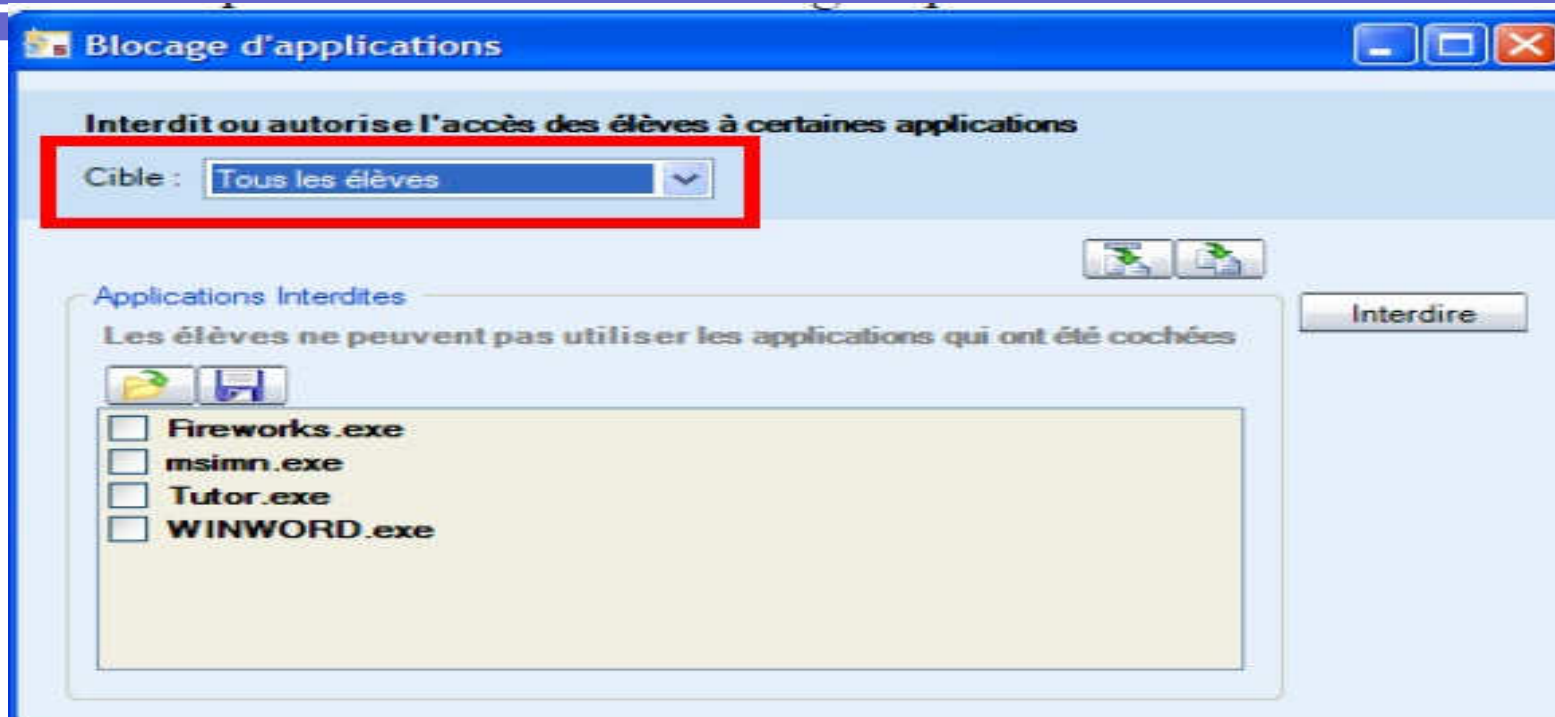 Blocage d'applications
Interdit ou autorise l'accès des élèves à certaines applications
Cible : Tous les élèves
Applications Interdites
Interdire
Les élèves ne peuvent pas utiliser les applications qui ont été cochées
Fireworks.exe
msimn.exe
Tutor.exe
WINWORD.exe